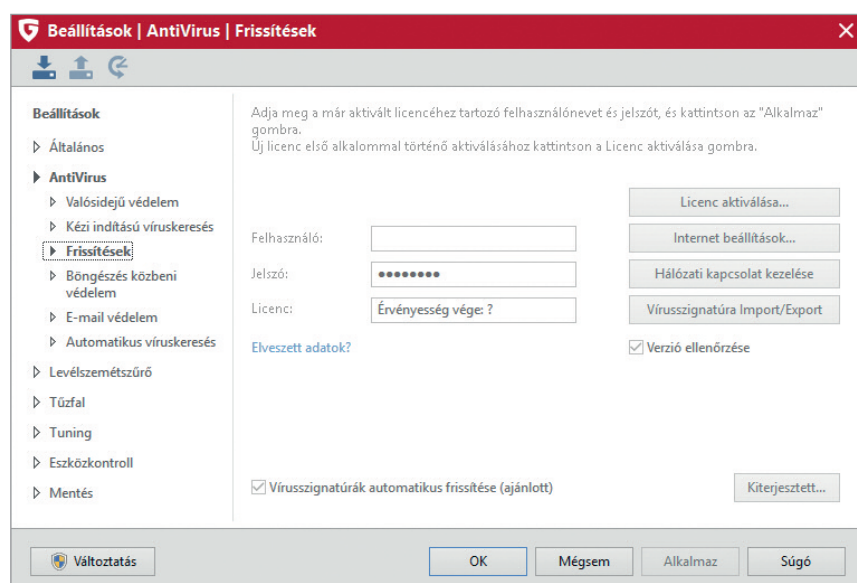 Beállítások | AntiVirus | Frissítések
Beállítások
Általános
AntiVirus
Valósidejű védelem
Kézi indítású víruskeresés
Frissítések
Böngészés közbeni
védelem
E-mail védelem
Automatikus víruskeresés
Levélszemétszűrő
Tűzfal
Tuning
Eszközkontroll
Mentés
Adja meg a már aktivált licencéhez tartozó felhasználónevet és jelszót, és kattintson az "Alkalmaz"
gombra.
Új licenc első alkalommal történő aktiválásához kattintson a Licenc aktiválása gombra.
Licenc aktiválása...
Felhasználó:
Internet beállítások...
Jelszó: ••••••••
Hálózati kapcsolat kezelése
Licenc: Érvényesség vége: ?
Vírusszignatúra Import/Export
Elveszett adatok?
Verzió ellenőrzése
Vírusszignatúrák automatikus frissítése (ajánlott)
Kiterjesztett...
Változtatás
OK
Mégsem
Alkalmaz
Súgó